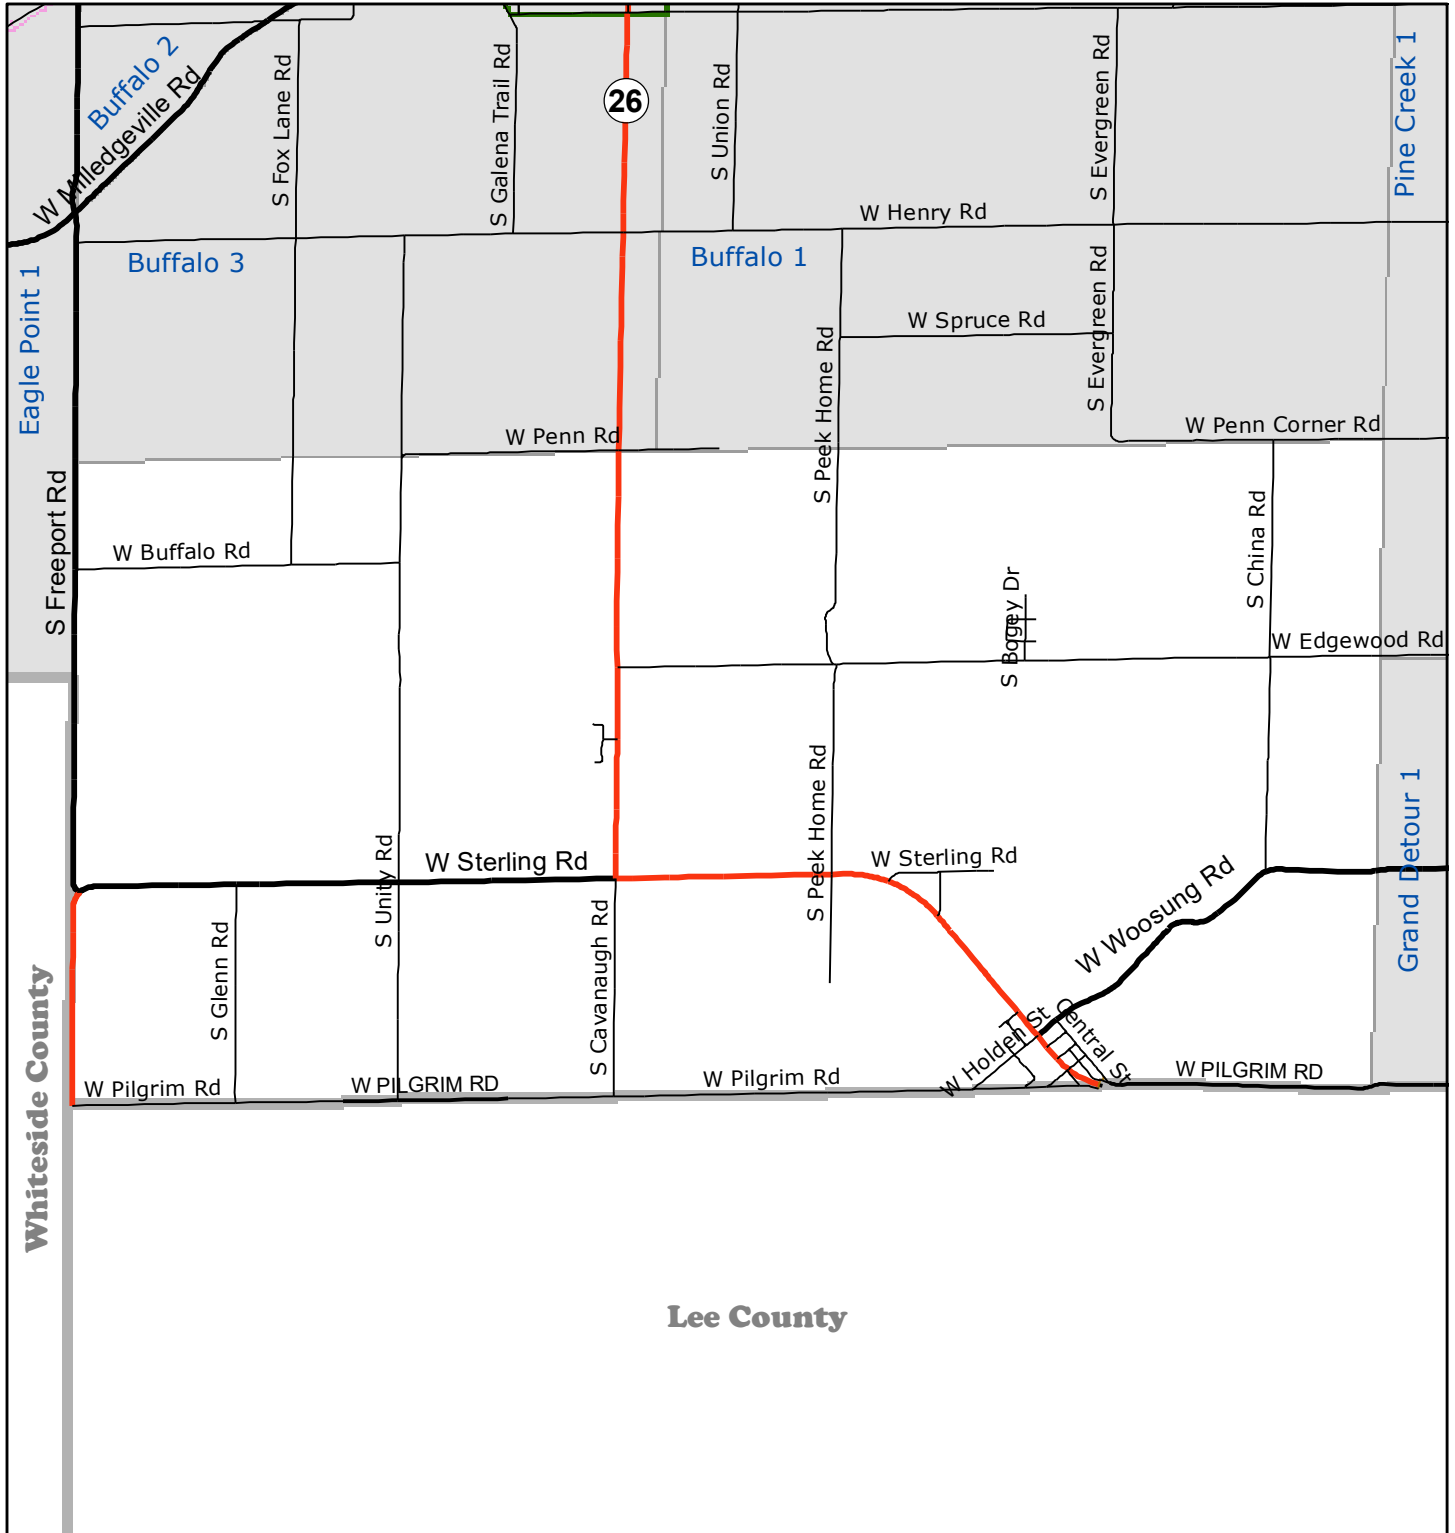 Buffalo 2
W Milledgeville Rd
S Fox Lane Rd
S Galena Trail Rd
26
S Union Rd
S Evergreen Rd
Pine Creek 1
W Henry Rd
Buffalo 3
Buffalo 1
Eagle Point 1
S Evergreen Rd
W Spruce Rd
S Peek Home Rd
W Penn Rd
W Penn Corner Rd
S Freeport Rd
W Buffalo Rd
S China Rd
S Bogey Dr
W Edgewood Rd
S Peek Home Rd
Grand Detour 1
S Unity Rd
W Sterling Rd
W Sterling Rd
W Woosung Rd
S Glenn Rd
S Cavanaugh Rd
Whiteside County
W Holden St
Central St
W Pilgrim Rd
W PILGRIM RD
W Pilgrim Rd
W PILGRIM RD
Lee County